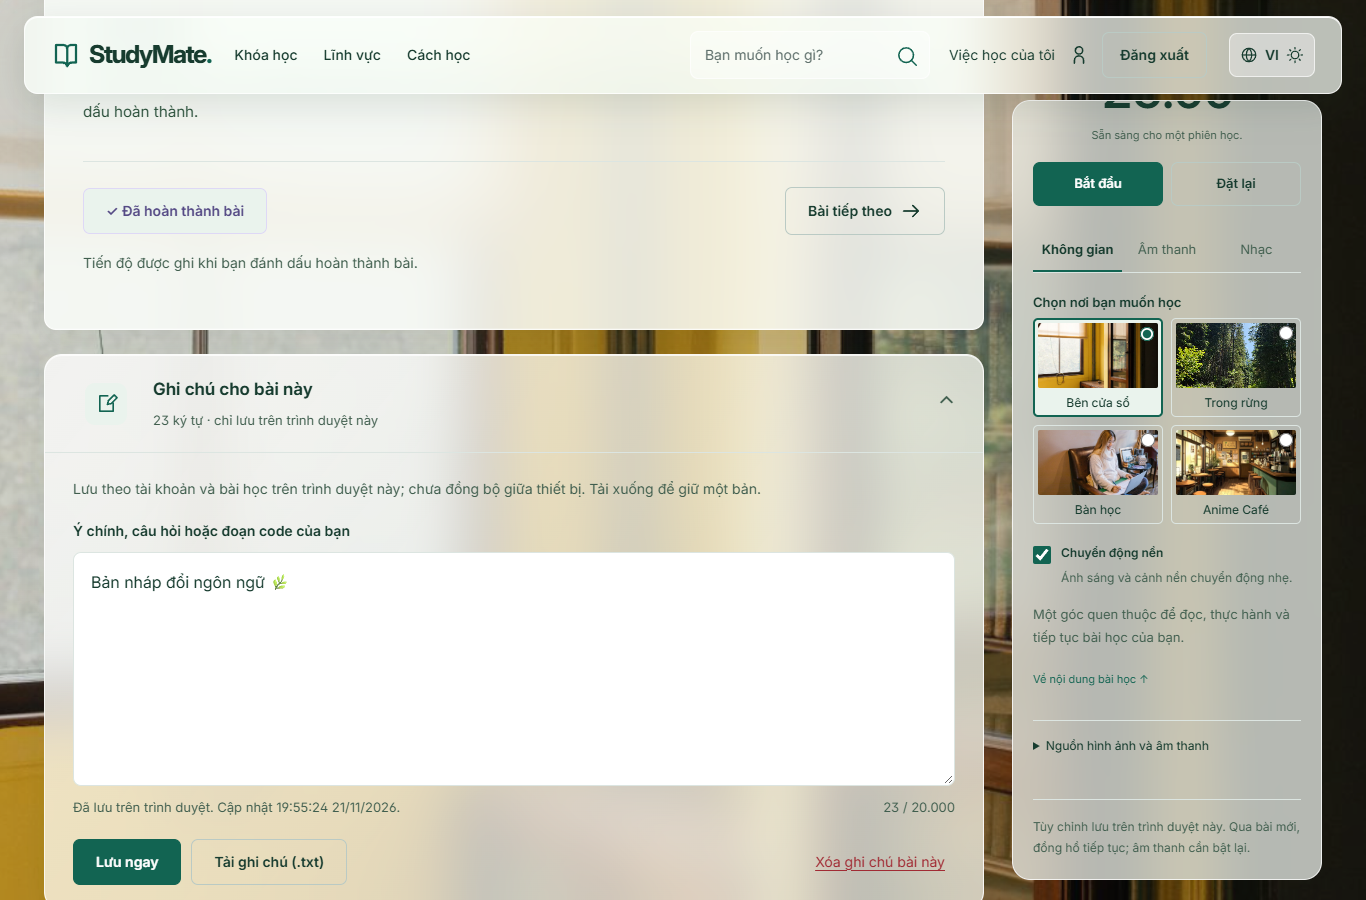 StudyMate.
Khóa học
Lĩnh vực
Cách học
Bạn muốn học gì?
Việc học của tôi
Đăng xuất
VI
dấu hoàn thành.
✓ Đã hoàn thành bài
Bài tiếp theo →
Tiến độ được ghi khi bạn đánh dấu hoàn thành bài.
Ghi chú cho bài này
23 ký tự · chỉ lưu trên trình duyệt này
Lưu theo tài khoản và bài học trên trình duyệt này; chưa đồng bộ giữa thiết bị. Tải xuống để giữ một bản.
Ý chính, câu hỏi hoặc đoạn code của bạn
Bản nháp đổi ngôn ngữ 🌿
Đã lưu trên trình duyệt. Cập nhật 19:55:24 21/11/2026.
23 / 20.000
Lưu ngay
Tải ghi chú (.txt)
Xóa ghi chú bài này
Sẵn sàng cho một phiên học.
Bắt đầu
Đặt lại
Không gian
Âm thanh
Nhạc
Chọn nơi bạn muốn học
Bên cửa sổ
Trong rừng
Bàn học
Anime Café
Chuyển động nền
Ánh sáng và cảnh nền chuyển động nhẹ.
Một góc quen thuộc để đọc, thực hành và
tiếp tục bài học của bạn.
Về nội dung bài học ↑
Nguồn hình ảnh và âm thanh
Tùy chỉnh lưu trên trình duyệt này. Qua bài mới,
đồng hồ tiếp tục; âm thanh cần bật lại.